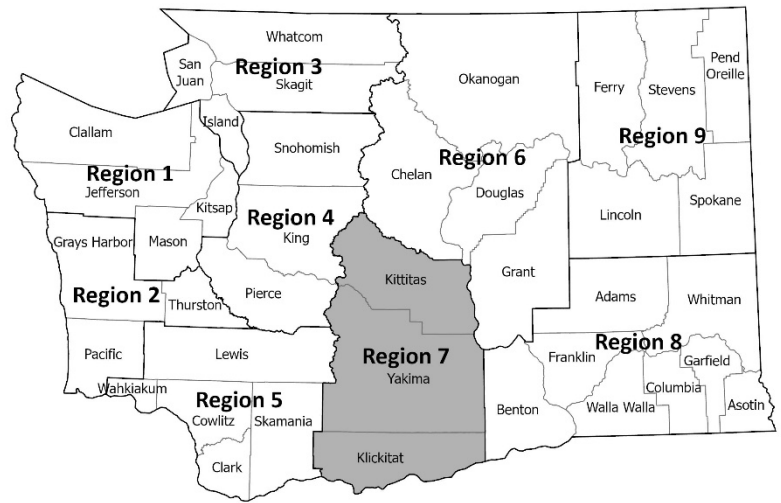 Whatcom
San
Juan
Region 3
Skagit
Okanogan
Ferry
Stevens
Pend
Oreille
Island
Clallam
Snohomish
Region 9
Region 6
Chelan
Region 1
Jefferson
Douglas
Kitsap
Region 4
King
Lincoln
Spokane
Grays Harbor
Mason
Kittitas
Grant
Region 2
Thurston
Pierce
Adams
Whitman
Pacific
Lewis
Region 7
Yakima
Franklin
Region 8
Garfield
Wahkiakum
Region 5
Cowlitz
Skamania
Benton
Walla Walla
Columbia
Asotin
Clark
Klickitat